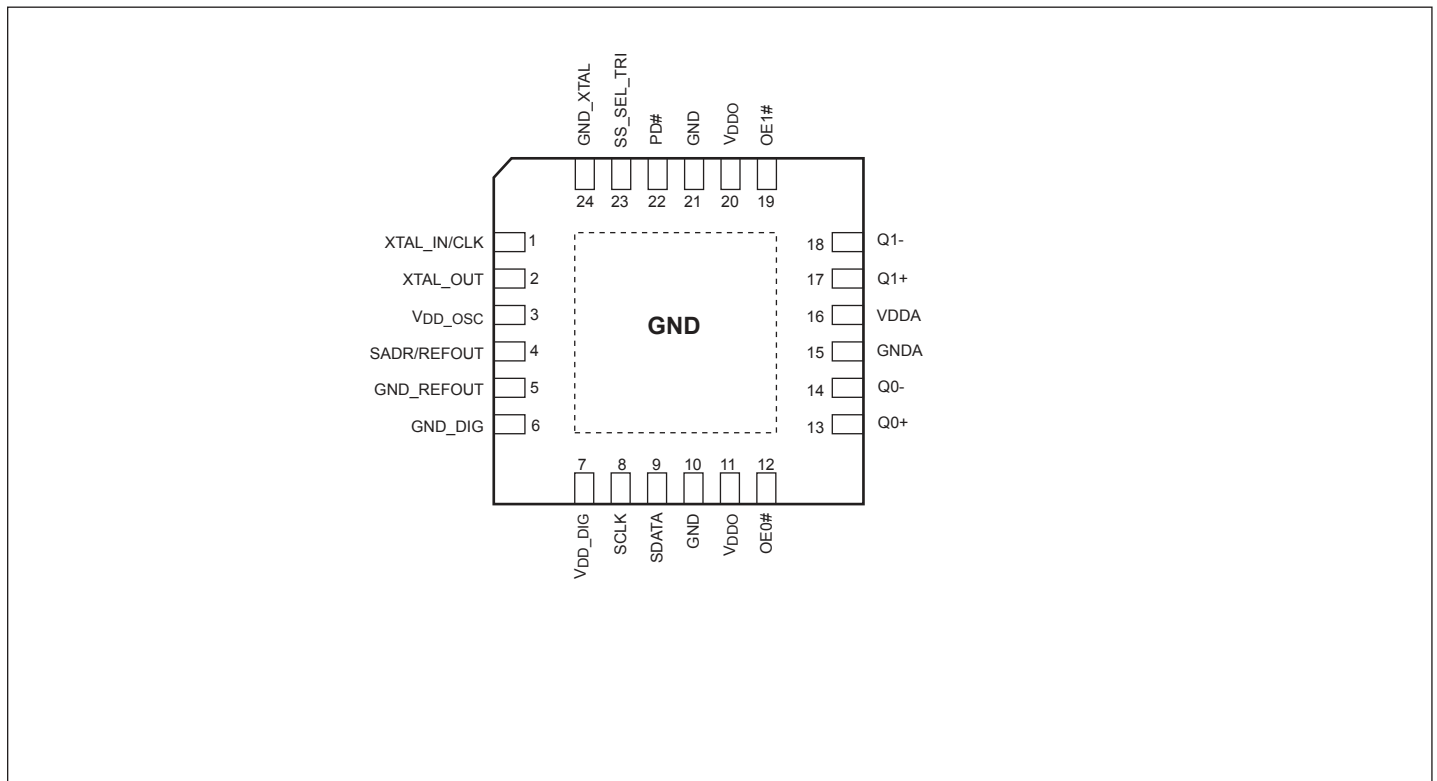 GND_XTAL
SS_SEL_TRI
PD#
GND
VDDO
OE1#
24 23 22 21 20 19
XTAL_IN/CLK 1
XTAL_OUT 2
VDD_OSC 3
SADR/REFOUT 4
GND_REFOUT 5
GND_DIG 6
GND
18 Q1-
17 Q1+
16 VDDA
15 GNDA
14 Q0-
13 Q0+
7 8 9 10 11 12
VDD_DIG
SCLK
SDATA
GND
VDDO
OE0#